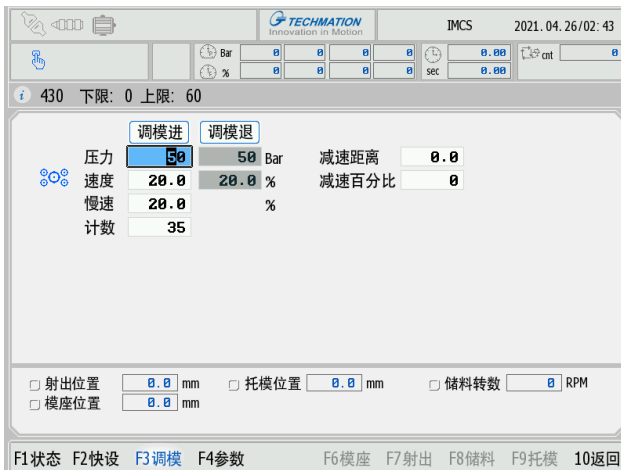 TECHMATION
Innovation in Motion
IMCS
2021.04.26/02:43
Bar 0 0 0 0 0.00 cnt 0
% 0 0 0 0 sec 0.00
i 430 下限: 0 上限: 60
调模进 调模退
压力 50 50 Bar 减速距离 0.0
速度 20.0 20.0 % 减速百分比 0
慢速 20.0 %
计数 35
射出位置 0.0 mm 托模位置 0.0 mm 储料转数 0 RPM
模座位置 0.0 mm
F1状态 F2快设 F3调模 F4参数 F6模座 F7射出 F8储料 F9托模 10返回